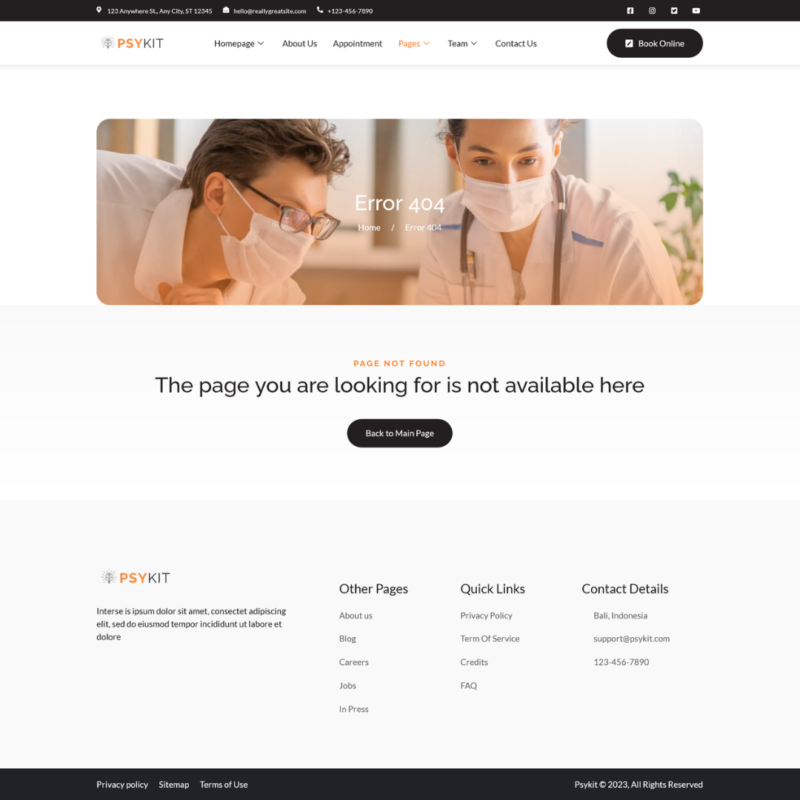 123 Anywhere St., Any City, ST 12345 hello@reallygreatsite.com +123-456-7890
PSYKIT Homepage About Us Appointment Pages Team Contact Us Book Online
Error 404
Home / Error 404
PAGE NOT FOUND
The page you are looking for is not available here
Back to Main Page
PSYKIT
Interse is ipsum dolor sit amet, consectet adipiscing
elit, sed do eiusmod tempor incididunt ut labore et
dolore
Other Pages
About us
Blog
Careers
Jobs
In Press
Quick Links
Privacy Policy
Term Of Service
Credits
FAQ
Contact Details
Bali, Indonesia
support@psykit.com
123-456-7890
Privacy policy Sitemap Terms of Use Psykit © 2023, All Rights Reserved